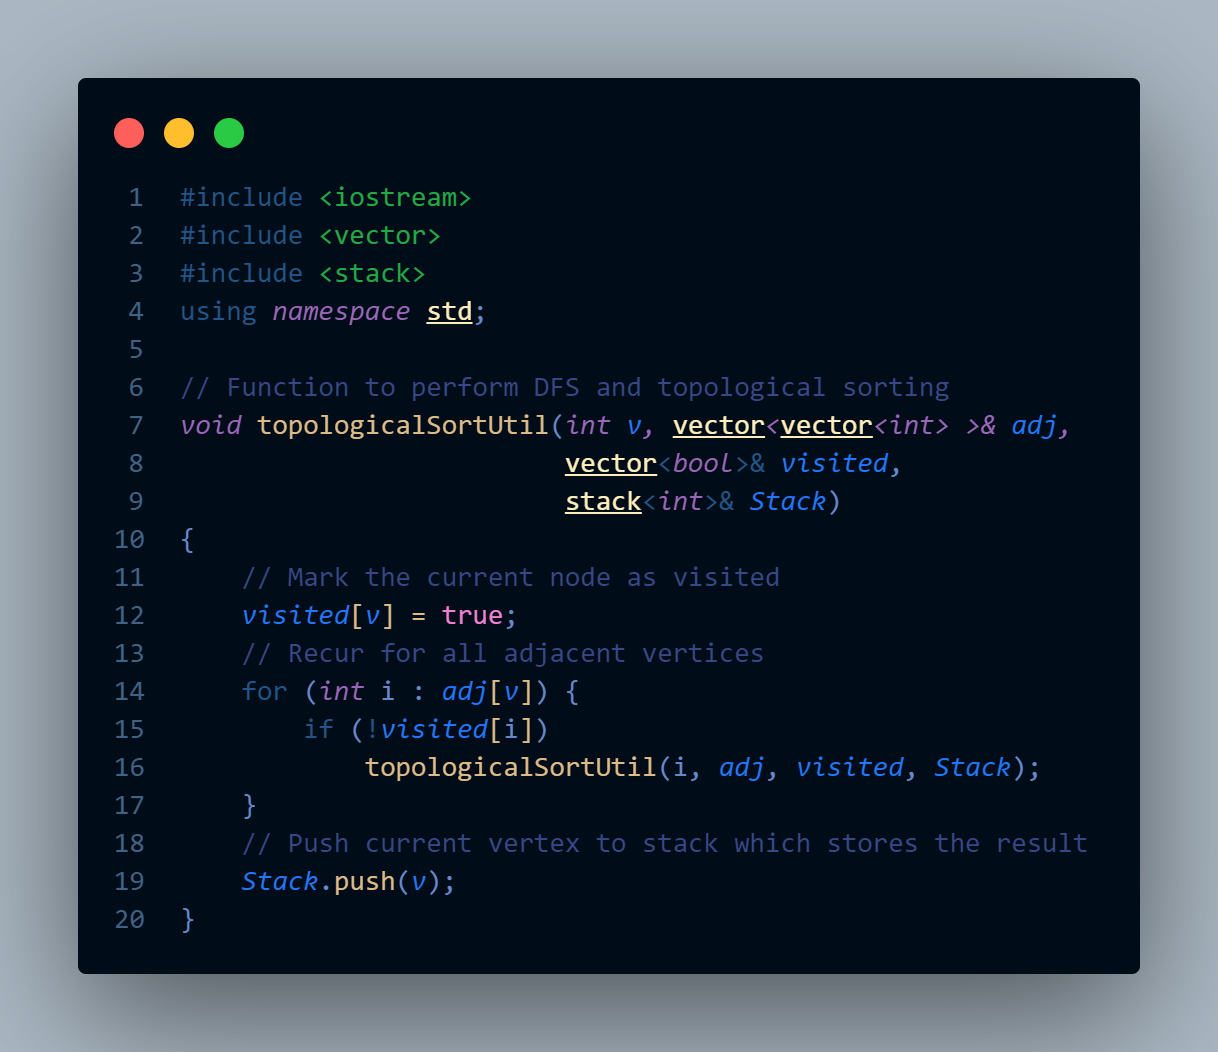 1 #include <iostream>
2 #include <vector>
3 #include <stack>
4 using namespace std;
5
6 // Function to perform DFS and topological sorting
7 void topologicalSortUtil(int v, vector<vector<int> >& adj,
8                          vector<bool>& visited,
9                          stack<int>& Stack)
10 {
11     // Mark the current node as visited
12     visited[v] = true;
13     // Recur for all adjacent vertices
14     for (int i : adj[v]) {
15         if (!visited[i])
16             topologicalSortUtil(i, adj, visited, Stack);
17     }
18     // Push current vertex to stack which stores the result
19     Stack.push(v);
20 }